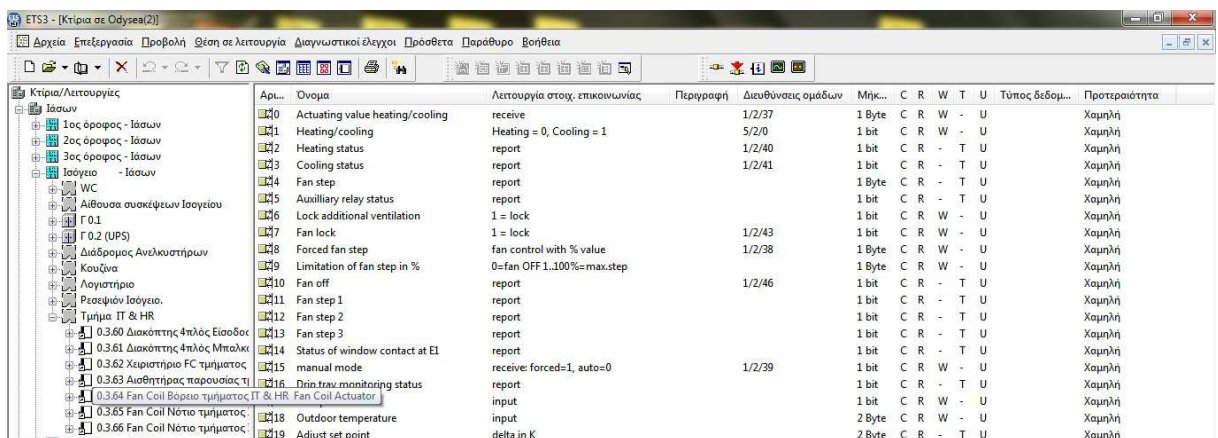 ETS3 - [Κτίρια σε Odysea(2)]
Αρχεία Επεξεργασία Προβολή Θέση σε λειτουργία Διαγνωστικοί έλεγχοι Πρόσθετα Παράθυρο Βοήθεια
Κτίρια/Λειτουργίες
Ιάσων
1ος όροφος - Ιάσων
2ος όροφος - Ιάσων
3ος όροφος - Ιάσων
Ισόγειο - Ιάσων
WC
Αίθουσα συσκέψεων Ισογείου
Γ 0.1
Γ 0.2 (UPS)
Διάδρομος Ανελκυστήρων
Κουζίνα
Λογιστήριο
Ρεσεψιόν Ισόγειο.
Τμήμα IT & HR
0.3.60 Διακόπτης 4πλός Είσοδος
0.3.61 Διακόπτης 4πλός Μπαλκο
0.3.62 Χειριστήριο FC τμήματος
0.3.63 Αισθητήρας παρουσίας τμ
0.3.64 Fan Coil Βόρειο τμήματος IT & HR Fan Coil Actuator
0.3.65 Fan Coil Νότιο τμήματος
0.3.66 Fan Coil Νότιο τμήματος
Αρι... Όνομα Λειτουργία στοιχ. επικοινωνίας Περιγραφή Διευθύνσεις ομάδων Μήκ... C R W T U Τύπος δεδομ... Προτεραιότητα
0 Actuating value heating/cooling receive 1/2/37 1 Byte C R W - U Χαμηλή
1 Heating/cooling Heating = 0, Cooling = 1 5/2/0 1 bit C R W - U Χαμηλή
2 Heating status report 1/2/40 1 bit C R - T U Χαμηλή
3 Cooling status report 1/2/41 1 bit C R - T U Χαμηλή
4 Fan step report 1 Byte C R - T U Χαμηλή
5 Auxilliary relay status report 1 bit C R - T U Χαμηλή
6 Lock additional ventilation 1 = lock 1 bit C R W - U Χαμηλή
7 Fan lock 1 = lock 1/2/43 1 bit C R W - U Χαμηλή
8 Forced fan step fan control with % value 1/2/38 1 Byte C R W - U Χαμηλή
9 Limitation of fan step in % 0=fan OFF 1..100%=max.step 1 Byte C R W - U Χαμηλή
10 Fan off report 1/2/46 1 bit C R - T U Χαμηλή
11 Fan step 1 report 1 bit C R - T U Χαμηλή
12 Fan step 2 report 1 bit C R - T U Χαμηλή
13 Fan step 3 report 1 bit C R - T U Χαμηλή
14 Status of window contact at E1 report 1 bit C R - T U Χαμηλή
15 manual mode receive: forced=1, auto=0 1/2/39 1 bit C R W - U Χαμηλή
16 Drip tray monitoring status report 1 bit C R - T U Χαμηλή
input 1 bit C R W - U Χαμηλή
18 Outdoor temperature input 2 Byte C R W - U Χαμηλή
19 Adjust set point delta in K 2 Byte C R - T U Χαμηλή